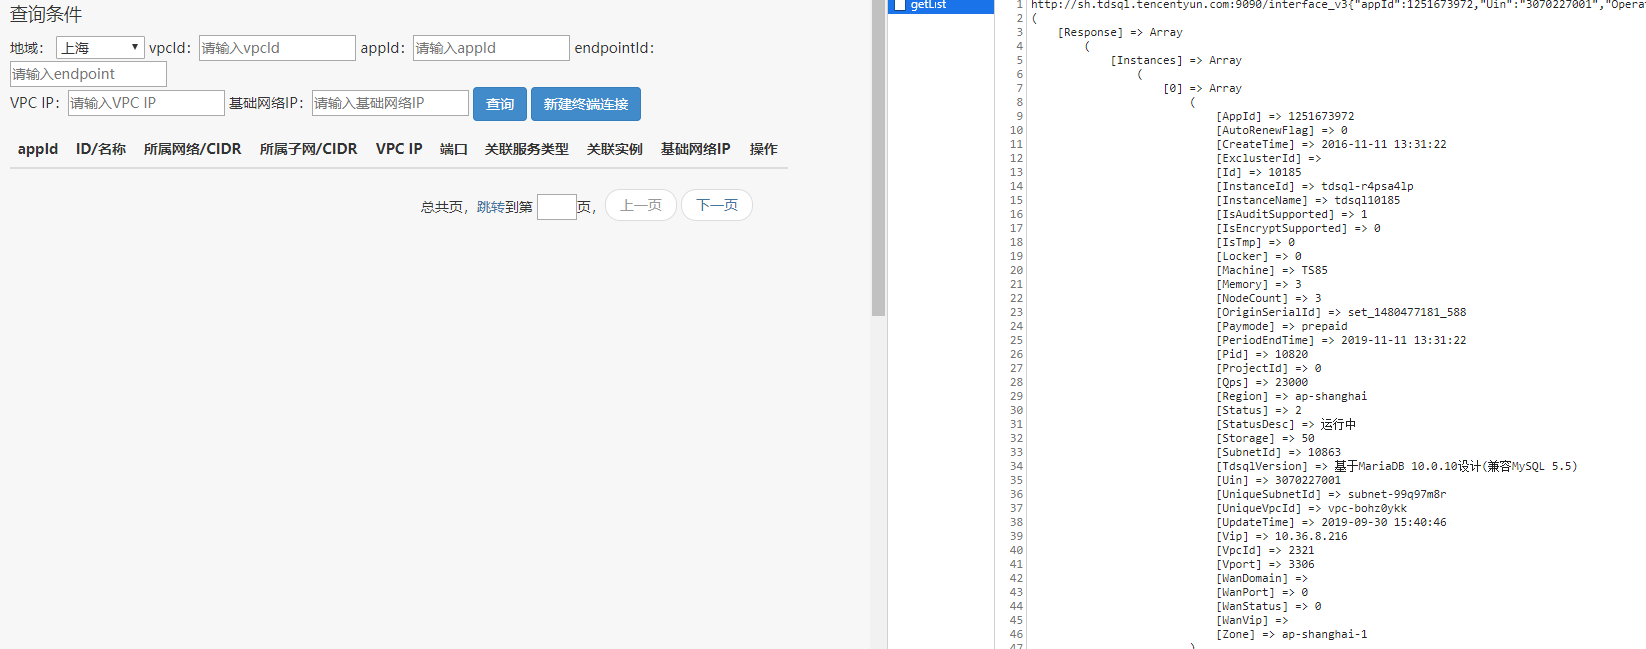 查询条件
地域： 上海 vpcId： 请输入vpcId appId： 请输入appId endpointId：
请输入endpoint
VPC IP： 请输入VPC IP 基础网络IP： 请输入基础网络IP 查询 新建终端连接
appId ID/名称 所属网络/CIDR 所属子网/CIDR VPC IP 端口 关联服务类型 关联实例 基础网络IP 操作
总共页，跳转到第 页， 上一页 下一页
getList
1 http://sh.tdsql.tencentyun.com:9090/interface_v3{"appId":1251673972,"Uin":"3070227001","Opera
2 (
3 [Response] => Array
4 (
5 [Instances] => Array
6 (
7 [0] => Array
8 (
9 [AppId] => 1251673972
10 [AutoRenewFlag] => 0
11 [CreateTime] => 2016-11-11 13:31:22
12 [ExclusterId] =>
13 [Id] => 10185
14 [InstanceId] => tdsql-r4psa4lp
15 [InstanceName] => tdsql10185
16 [IsAuditSupported] => 1
17 [IsEncryptSupported] => 0
18 [IsTmp] => 0
19 [Locker] => 0
20 [Machine] => TS85
21 [Memory] => 3
22 [NodeCount] => 3
23 [OriginSerialId] => set_1480477181_588
24 [Paymode] => prepaid
25 [PeriodEndTime] => 2019-11-11 13:31:22
26 [Pid] => 10820
27 [ProjectId] => 0
28 [Qps] => 23000
29 [Region] => ap-shanghai
30 [Status] => 2
31 [StatusDesc] => 运行中
32 [Storage] => 50
33 [SubnetId] => 10863
34 [TdsqlVersion] => 基于MariaDB 10.0.10设计(兼容MySQL 5.5)
35 [Uin] => 3070227001
36 [UniqueSubnetId] => subnet-99q97m8r
37 [UniqueVpcId] => vpc-bohz0ykk
38 [UpdateTime] => 2019-09-30 15:40:46
39 [Vip] => 10.36.8.216
40 [VpcId] => 2321
41 [Vport] => 3306
42 [WanDomain] =>
43 [WanPort] => 0
44 [WanStatus] => 0
45 [WanVip] =>
46 [Zone] => ap-shanghai-1
47 )